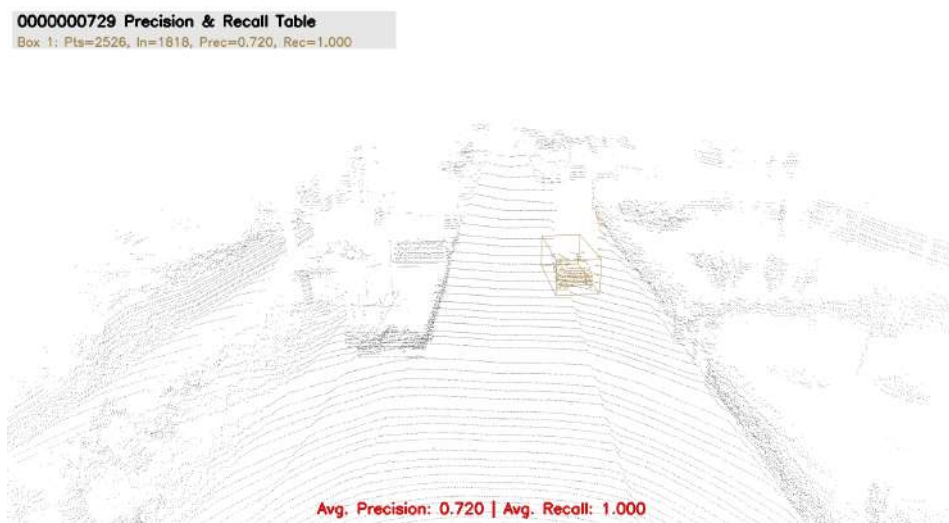 0000000729 Precision & Recall Table
Box 1: Pts=2526, In=1818, Prec=0.720, Rec=1.000
Avg. Precision: 0.720 | Avg. Recall: 1.000